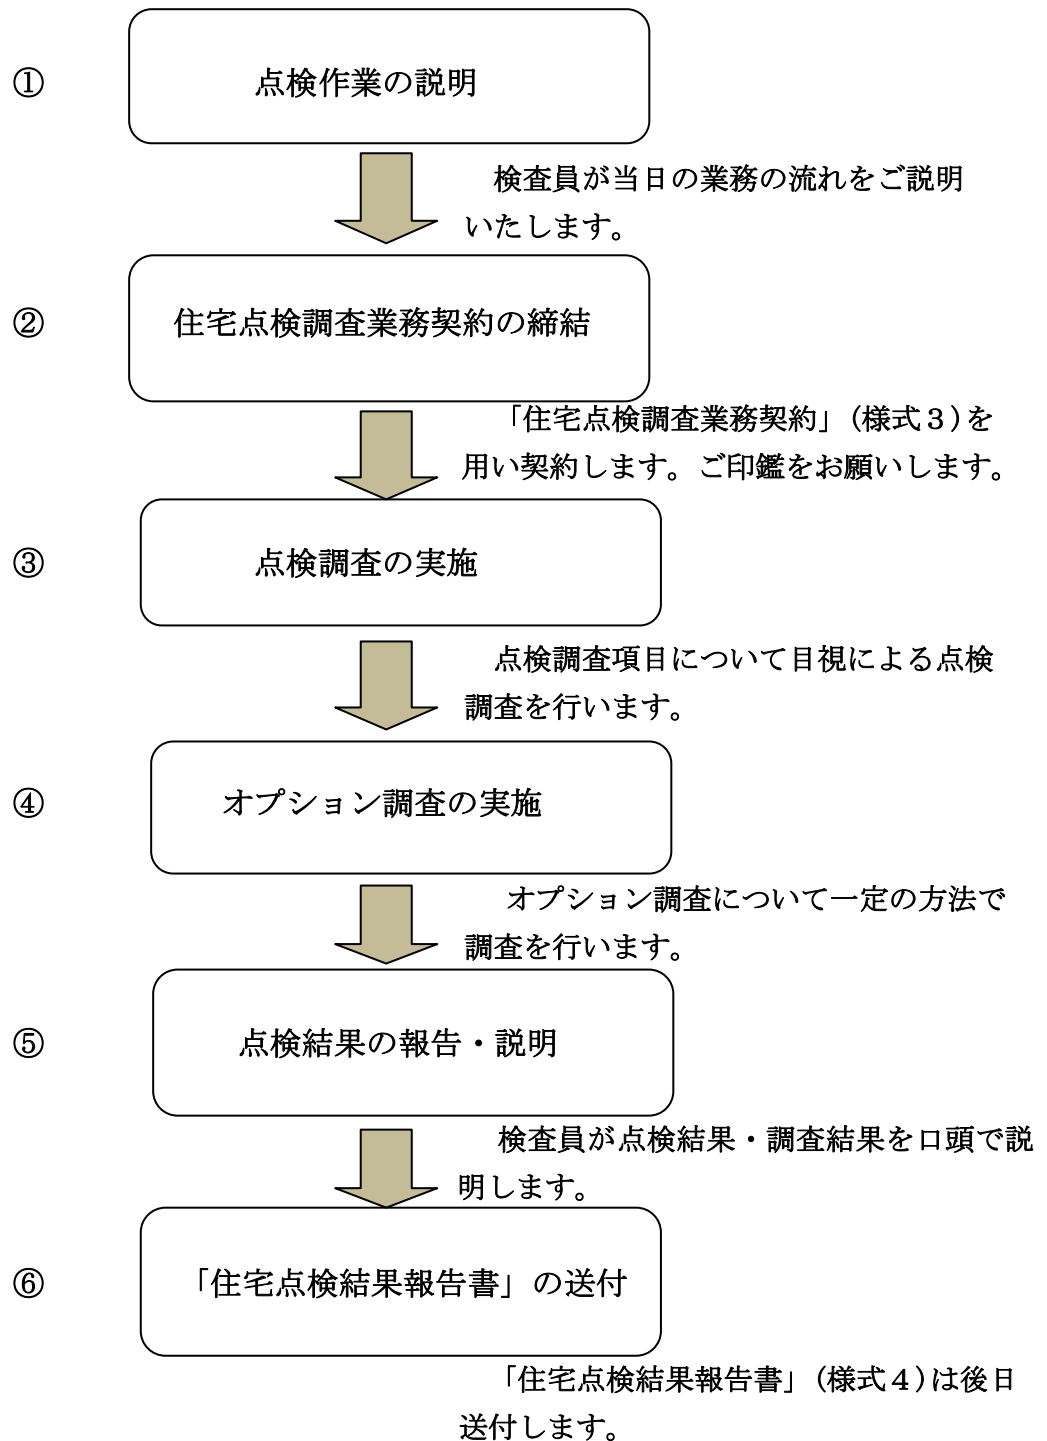 ① 点検作業の説明
検査員が当日の業務の流れをご説明
いたします。
② 住宅点検調査業務契約の締結
「住宅点検調査業務契約」(様式３)を
用い契約します。ご印鑑をお願いします。
③ 点検調査の実施
点検調査項目について目視による点検
調査を行います。
④ オプション調査の実施
オプション調査について一定の方法で
調査を行います。
⑤ 点検結果の報告・説明
検査員が点検結果・調査結果を口頭で説
明します。
⑥ 「住宅点検結果報告書」の送付
「住宅点検結果報告書」(様式４)は後日
送付します。